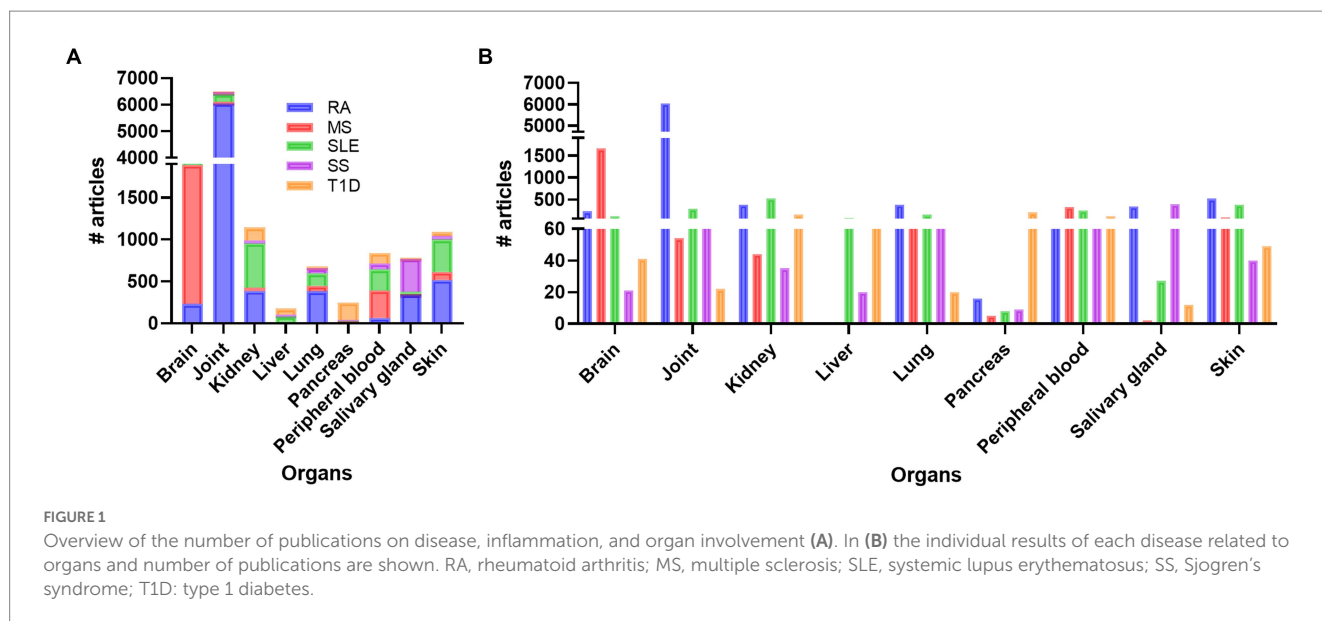 A
7000
6000
5000
4000
1500
1000
500
0
# articles
RA
MS
SLE
SS
T1D
Brain
Joint
Kidney
Liver
Lung
Pancreas
Peripheral blood
Salivary gland
Skin
Organs
B
7000
6000
5000
1500
1000
500
60
40
20
0
# articles
Brain
Joint
Kidney
Liver
Lung
Pancreas
Peripheral blood
Salivary gland
Skin
Organs
FIGURE 1
Overview of the number of publications on disease, inflammation, and organ involvement (A). In (B) the individual results of each disease related to
organs and number of publications are shown. RA, rheumatoid arthritis; MS, multiple sclerosis; SLE, systemic lupus erythematosus; SS, Sjogren’s
syndrome; T1D: type 1 diabetes.